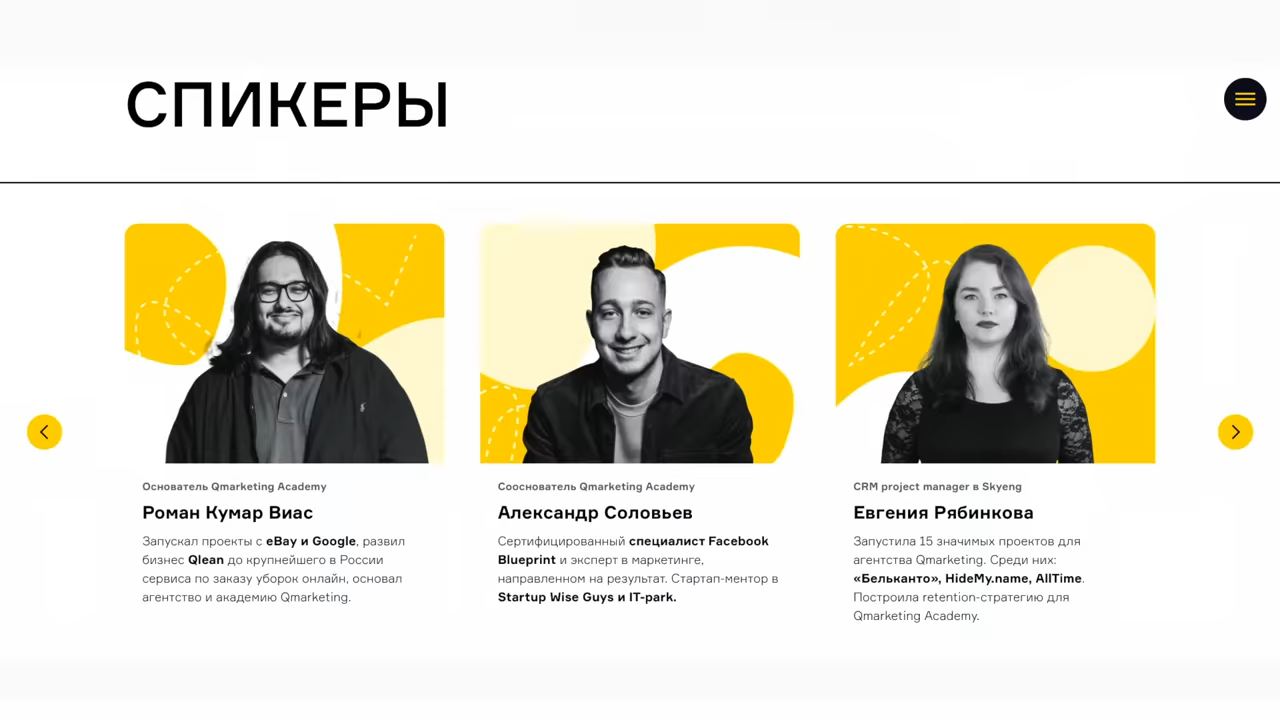 СПИКЕРЫ
Основатель Qmarketing Academy
Роман Кумар Виас
Запускал проекты с eBay и Google, развил
бизнес Qlean до крупнейшего в России
сервиса по заказу уборок онлайн, основал
агентство и академию Qmarketing.
Сооснователь Qmarketing Academy
Александр Соловьев
Сертифицированный специалист Facebook
Blueprint и эксперт в маркетинге,
направленном на результат. Стартап-ментор в
Startup Wise Guys и IT-park.
CRM project manager в Skyeng
Евгения Рябинкова
Запустила 15 значимых проектов для
агентства Qmarketing. Среди них:
«Бельканто», HideMy.name, AllTime.
Построила retention-стратегию для
Qmarketing Academy.